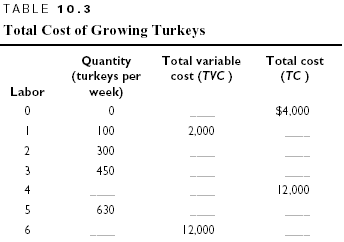 TABLE 10.3
Total Cost of Growing Turkeys
Quantity Total variable Total cost
(turkeys per cost (TVC) (TC)
Labor week)
0 0 ____ $4,000
1 100 2,000 ____
2 300 ____ ____
3 450 ____ ____
4 ____ ____ 12,000
5 630 ____ ____
6 ____ 12,000 ____